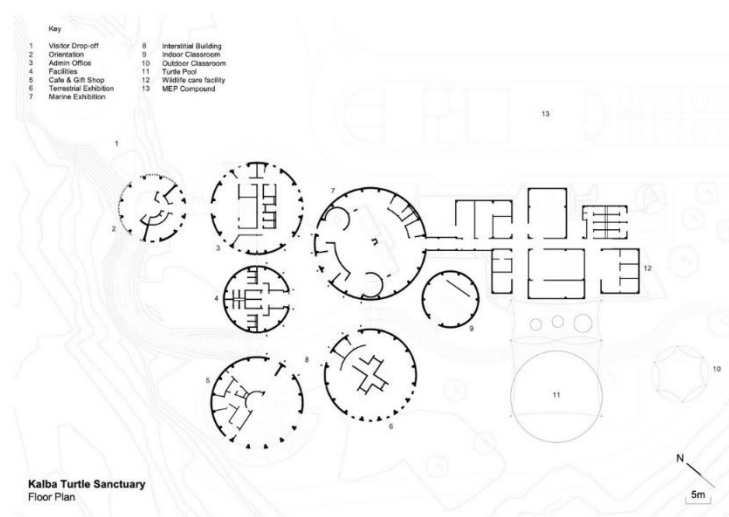 Key
1 Visitor Drop-off
2 Orientation
3 Admin Office
4 Facilities
5 Cafe & Gift Shop
6 Terrestrial Exhibition
7 Marine Exhibition
8 Interstitial Building
9 Indoor Classroom
10 Outdoor Classroom
11 Turtle Pool
12 Wildlife care facility
13 MEP Compound
13
1
7
2
3
12
4
9
8
10
5
11
6
N
Kalba Turtle Sanctuary
Floor Plan
5m